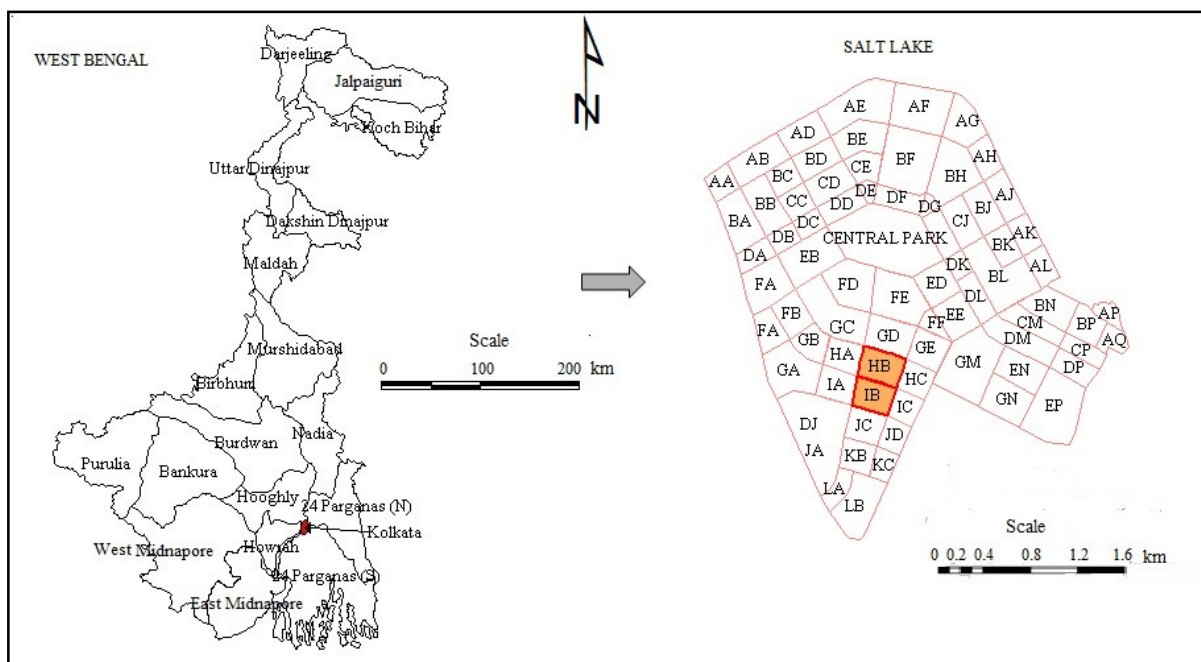 WEST BENGAL
Darjeeling
Jalpaiguri
Koch Bihar
Uttar Dinajpur
Dakshin Dinajpur
Maldah
Murshidabad
Birbhum
Nadia
Burdwan
Purulia
Bankura
Hooghly
24 Parganas (N)
Kolkata
Howrah
West Midnapore
24 Parganas (S)
East Midnapore
Scale
0 100 200 km
N
SALT LAKE
AE AF
AG
AD
BE
AB BD BF AH
BC CE
AA CD BH
DE DF AJ
BB CC DD DG BJ
BA DC CJ
DB CENTRAL PARK AK
BK
DA EB DK AL
FA FD ED BL
FE DL
FB EE BN AP
FA GC GD FF CM BP
GB DM AQ
HA GE CP
GA HB HC GM EN DP
IA IB IC GN EP
DJ JC JD
JA KB KC
LA
LB
Scale
0 0.2 0.4 0.8 1.2 1.6 km